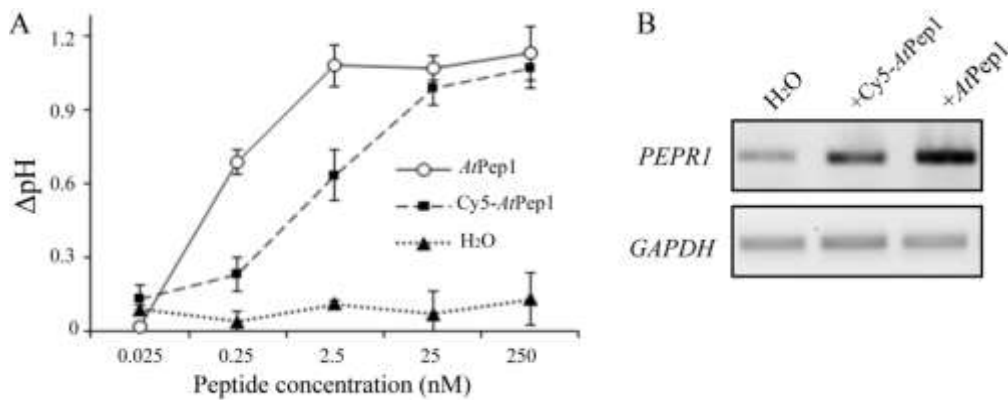 A
1.2
0.9
0.6
0.3
0
ΔpH
AtPep1
Cy5-AtPep1
H₂O
0.025 0.25 2.5 25 250
Peptide concentration (nM)
B
H₂O +Cy5-AtPep1 +AtPep1
PEPR1
GAPDH